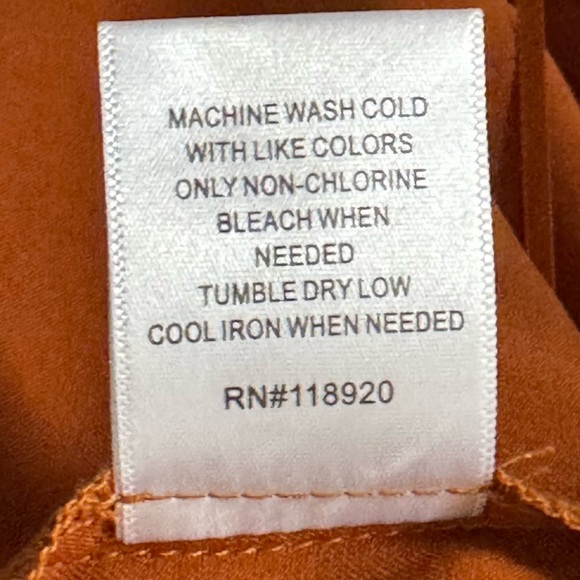 MACHINE WASH COLD
WITH LIKE COLORS
ONLY NON-CHLORINE
BLEACH WHEN
NEEDED
TUMBLE DRY LOW
COOL IRON WHEN NEEDED
RN#118920